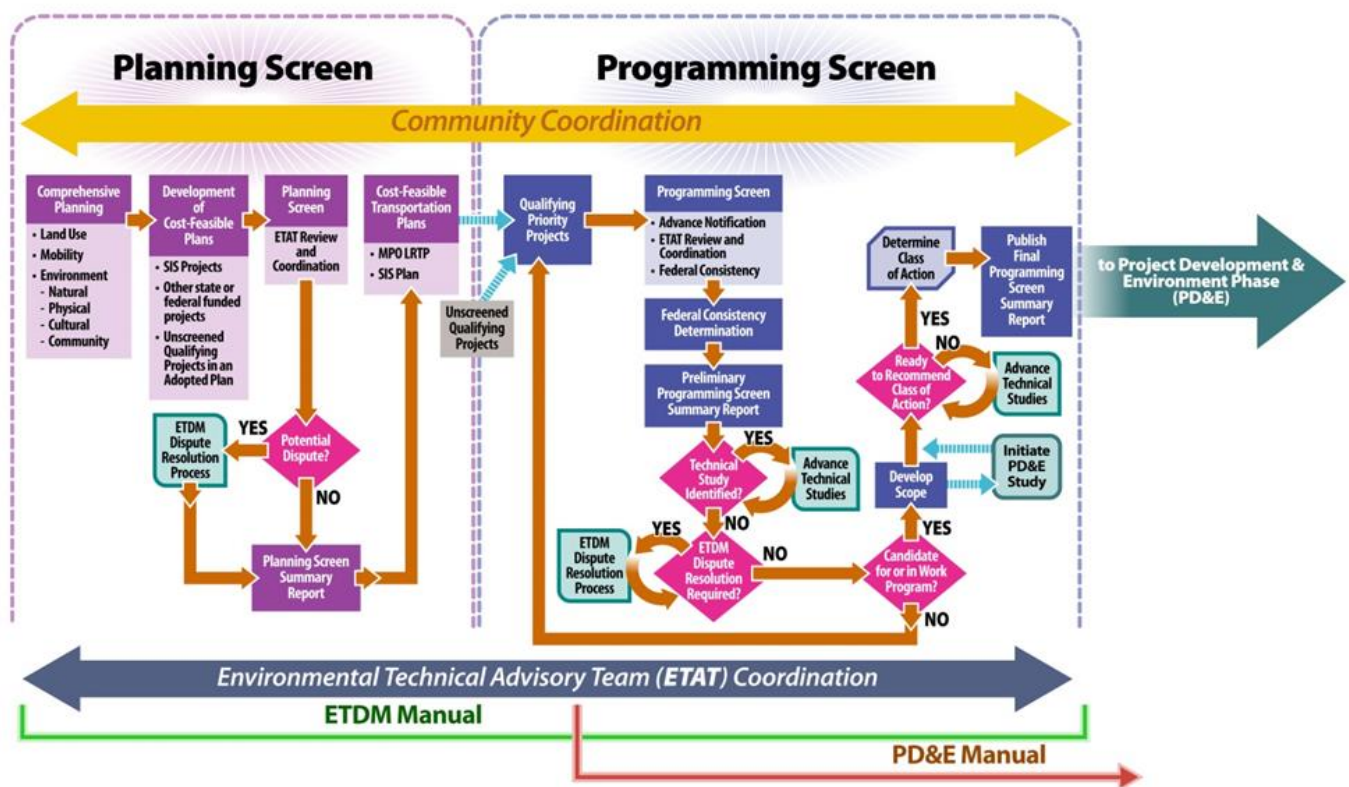 Planning Screen
Programming Screen
Community Coordination
Comprehensive
Planning
• Land Use
• Mobility
• Environment
- Natural
- Physical
- Cultural
- Community
Development
of
Cost-Feasible
Plans
• SIS Projects
• Other state or
federal funded
projects
• Unscreened
Qualifying
Projects in an
Adopted Plan
Planning
Screen
ETAT Review
and
Coordination
Cost-Feasible
Transportation
Plans
• MPO LRTP
• SIS Plan
Unscreened
Qualifying
Projects
ETDM
Dispute
Resolution
Process
YES
Potential
Dispute?
NO
Planning Screen
Summary
Report
Qualifying
Priority
Projects
Programming Screen
• Advance Notification
• ETAT Review and
Coordination
• Federal Consistency
Federal Consistency
Determination
Preliminary
Programming Screen
Summary Report
YES
Technical
Study
Identified?
Advance
Technical
Studies
NO
ETDM
Dispute
Resolution
Process
YES
ETDM
Dispute
Resolution
Required?
NO
Candidate
for or in Work
Program?
NO
YES
Develop
Scope
Initiate
PD&E
Study
Ready
to Recommend
Class of
Action?
NO
Advance
Technical
Studies
YES
Determine
Class
of Action
Publish
Final
Programming
Screen
Summary
Report
to Project Development &
Environment Phase
(PD&E)
Environmental Technical Advisory Team (ETAT) Coordination
ETDM Manual
PD&E Manual